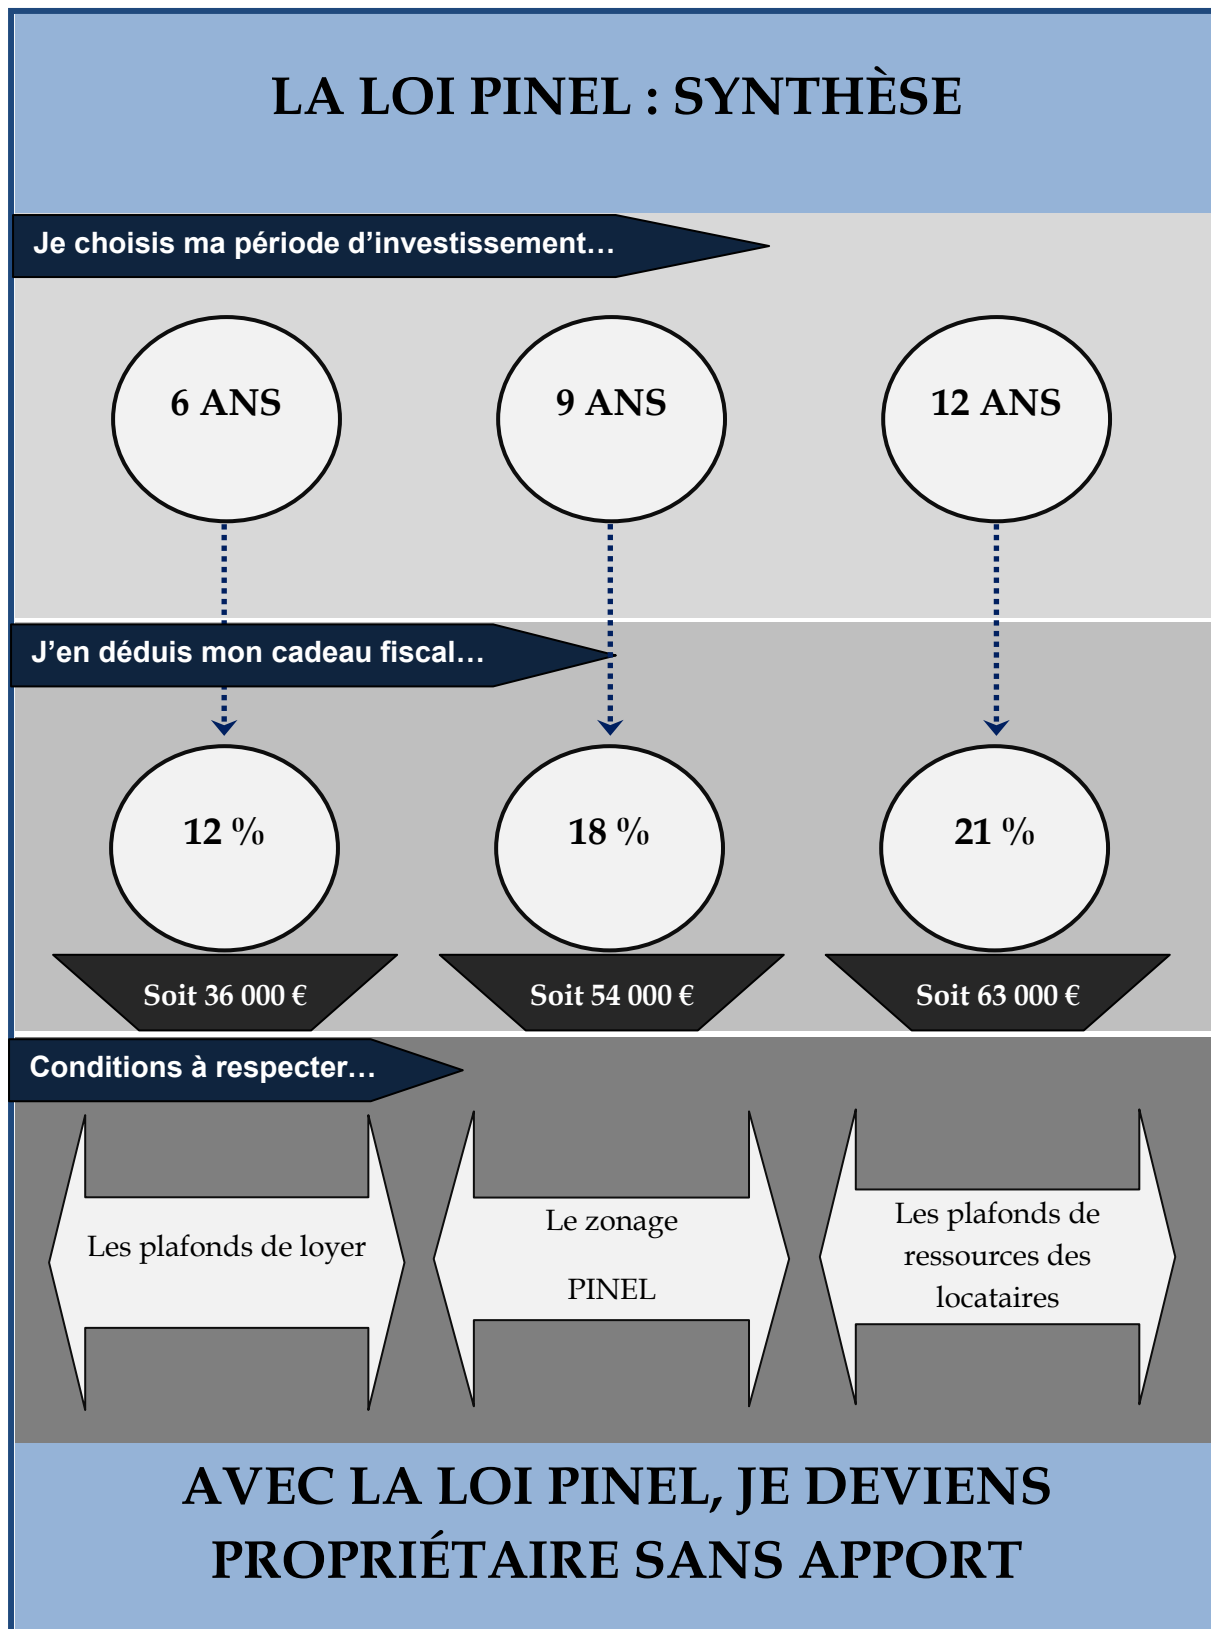 LA LOI PINEL : SYNTHÈSE
Je choisis ma période d’investissement…
6 ANS
9 ANS
12 ANS
J’en déduis mon cadeau fiscal…
12 %
18 %
21 %
Soit 36 000 €
Soit 54 000 €
Soit 63 000 €
Conditions à respecter…
Les plafonds de loyer
Le zonage
PINEL
Les plafonds de
ressources des
locataires
AVEC LA LOI PINEL, JE DEVIENS
PROPRIÉTAIRE SANS APPORT